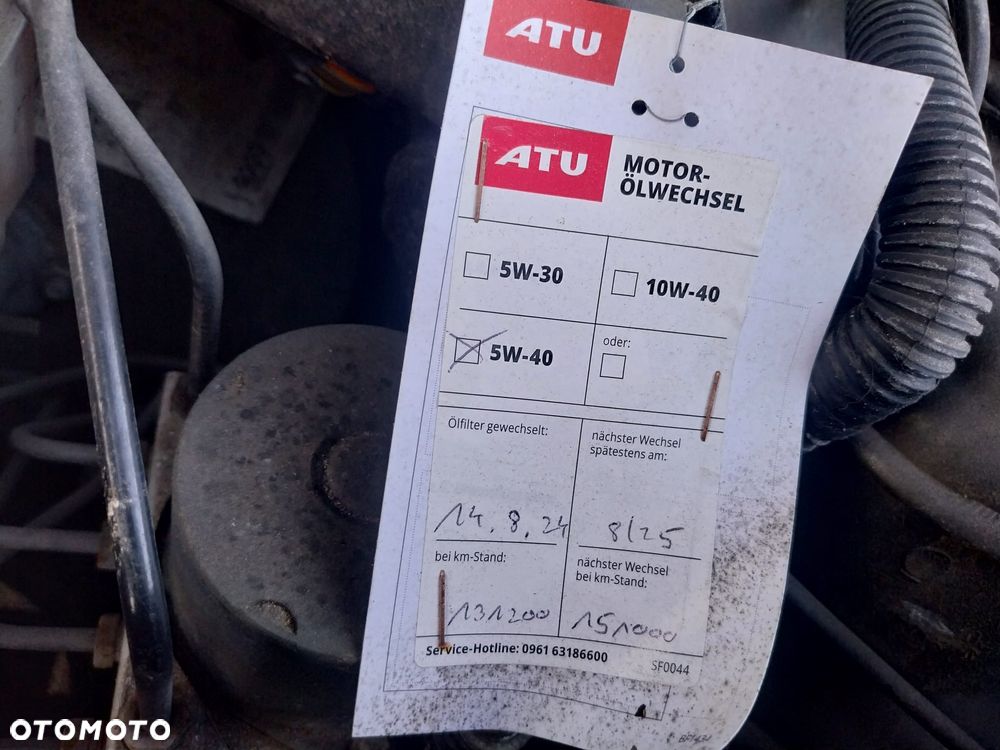 ATU
ATU
MOTOR-
ÖLWECHSEL
5W-30
10W-40
5W-40
oder:
Ölfilter gewechselt:
nächster Wechsel
spätestens am:
14.8.24
8/25
bei km-Stand:
nächster Wechsel
bei km-Stand:
131200
151000
Service-Hotline: 0961 63186600
SF0044
OTOMOTO